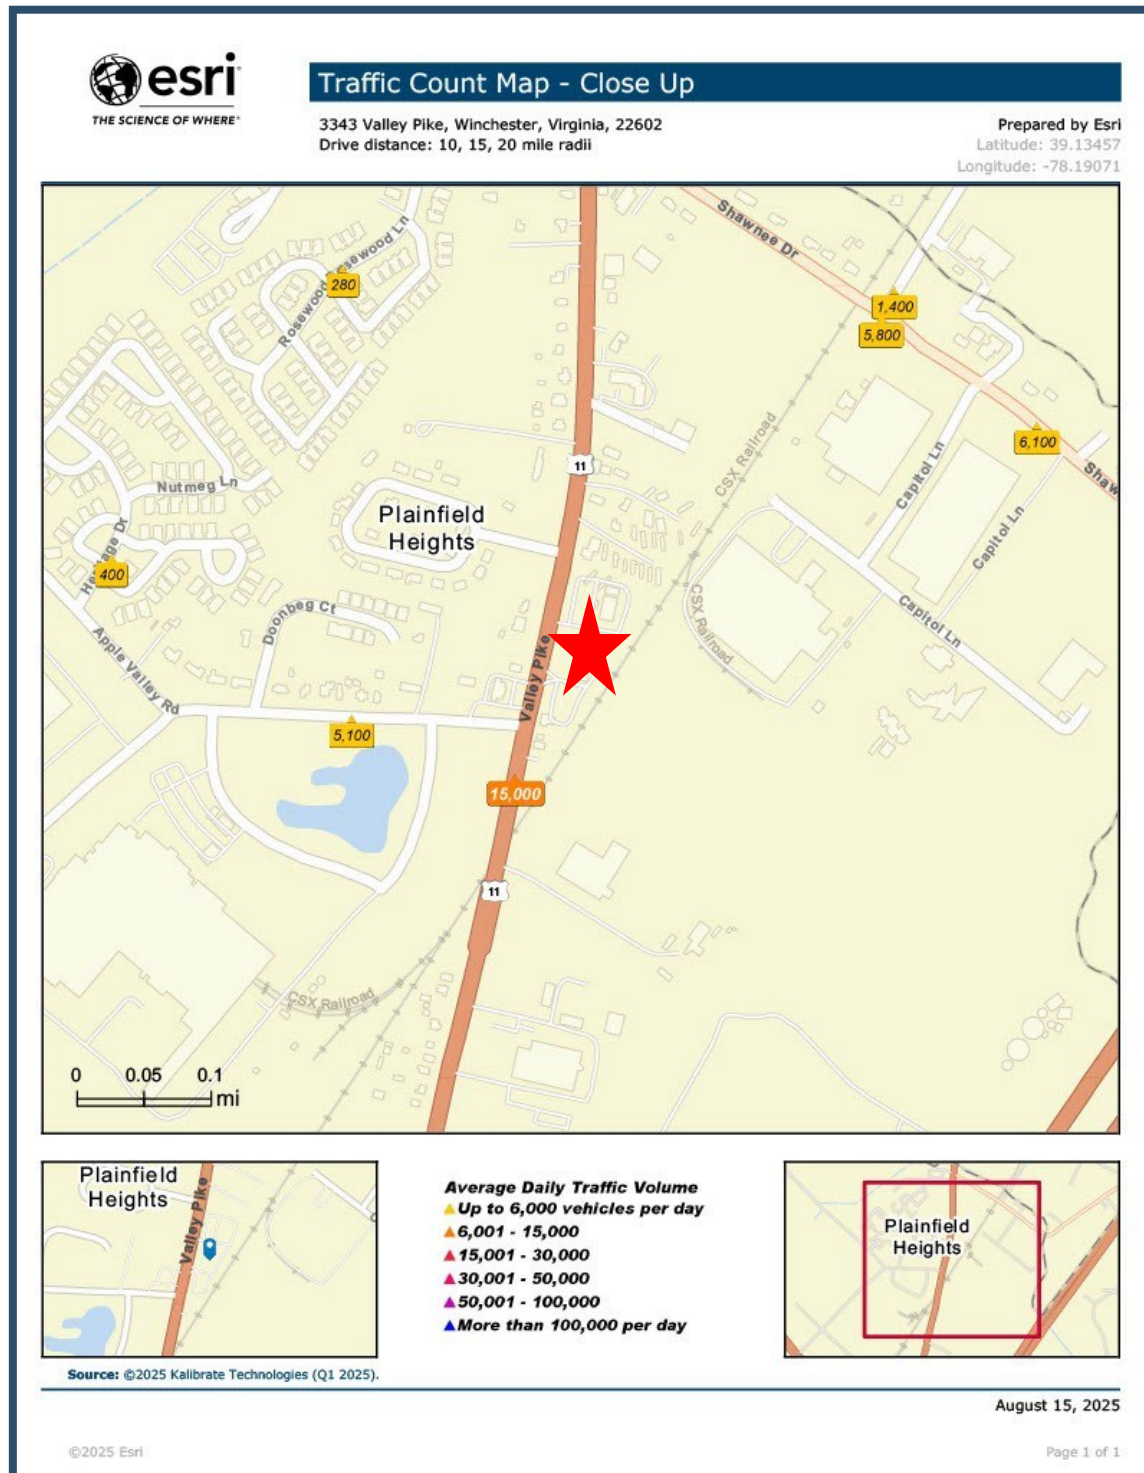 esri
THE SCIENCE OF WHERE®
Traffic Count Map - Close Up
3343 Valley Pike, Winchester, Virginia, 22602
Drive distance: 10, 15, 20 mile radii
Prepared by Esri
Latitude: 39.13457
Longitude: -78.19071
Shawnee Dr
Rosewood Ln
Rosewood Ln
280
1,400
5,800
6,100
Shaw
11
CSX Railroad
Capitol Ln
Capitol Ln
Nutmeg Ln
Plainfield
Heights
Heritage Dr
400
CSX Railroad
Capitol Ln
Doonbeg Ct
Apple Valley Rd
Valley Pike
5,100
15,000
11
CSX Railroad
0 0.05 0.1
mi
Plainfield
Heights
Valley Pike
Average Daily Traffic Volume
Up to 6,000 vehicles per day
6,001 - 15,000
15,001 - 30,000
30,001 - 50,000
50,001 - 100,000
More than 100,000 per day
Plainfield
Heights
Source: ©2025 Kalibrate Technologies (Q1 2025).
August 15, 2025
©2025 Esri
Page 1 of 1